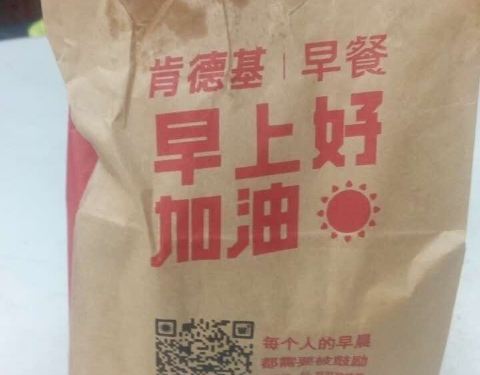 肯德基 | 早餐
早上好
加油
每个人的早晨
都需要被鼓励